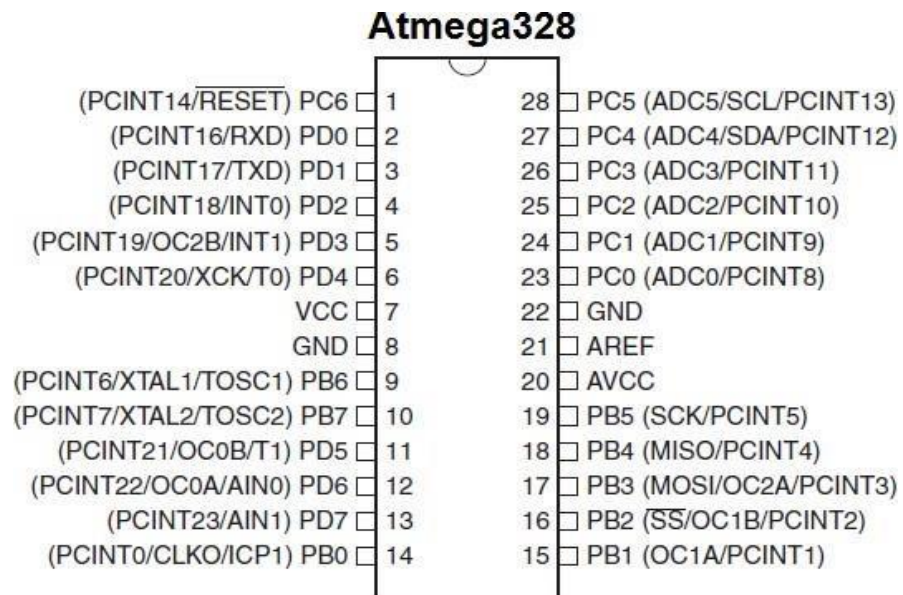 Atmega328
(PCINT14/RESET) PC6 1 28 PC5 (ADC5/SCL/PCINT13)
(PCINT16/RXD) PD0 2 27 PC4 (ADC4/SDA/PCINT12)
(PCINT17/TXD) PD1 3 26 PC3 (ADC3/PCINT11)
(PCINT18/INT0) PD2 4 25 PC2 (ADC2/PCINT10)
(PCINT19/OC2B/INT1) PD3 5 24 PC1 (ADC1/PCINT9)
(PCINT20/XCK/T0) PD4 6 23 PC0 (ADC0/PCINT8)
VCC 7 22 GND
GND 8 21 AREF
(PCINT6/XTAL1/TOSC1) PB6 9 20 AVCC
(PCINT7/XTAL2/TOSC2) PB7 10 19 PB5 (SCK/PCINT5)
(PCINT21/OC0B/T1) PD5 11 18 PB4 (MISO/PCINT4)
(PCINT22/OC0A/AIN0) PD6 12 17 PB3 (MOSI/OC2A/PCINT3)
(PCINT23/AIN1) PD7 13 16 PB2 (SS/OC1B/PCINT2)
(PCINT0/CLKO/ICP1) PB0 14 15 PB1 (OC1A/PCINT1)